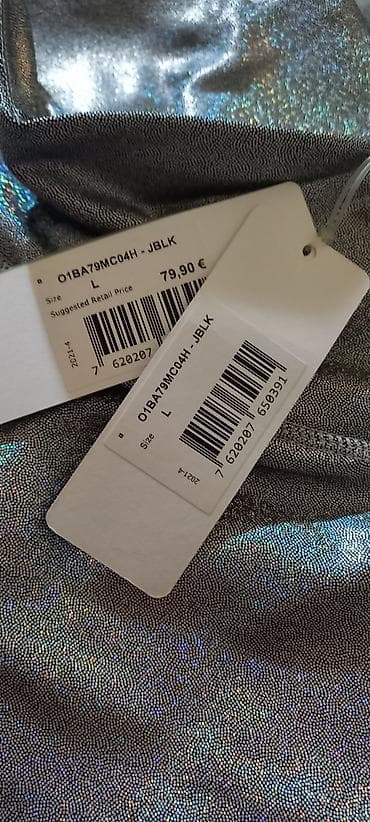 O1BA79MC04H - JBLK
Size L
Suggested Retail Price 79,90 €
7 620207
2021-4
O1BA79MC04H - JBLK
Size L
7 620207 650391
2021-4